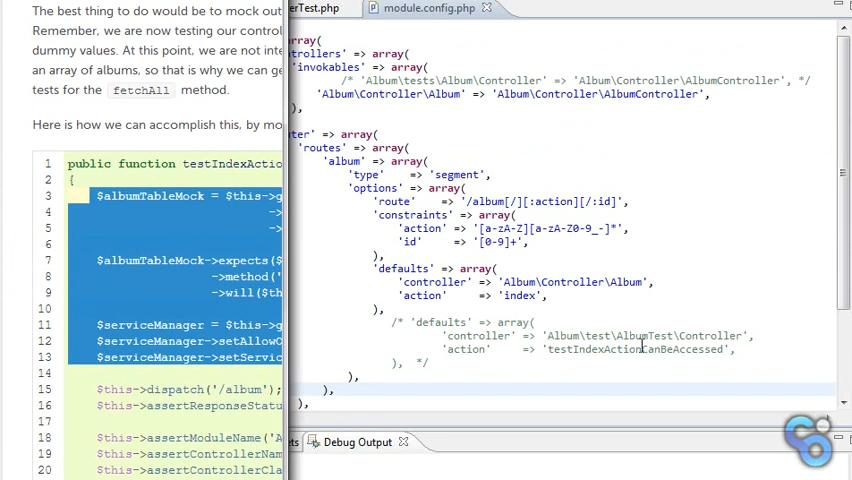 The best thing to do would be to mock out
Remember, we are now testing our contro
dummy values. At this point, we are not inte
an array of albums, so that is why we can ge
tests for the fetchAll method.
Here is how we can accomplish this, by mo
1 public function testIndexActio
2 {
3 $albumTableMock = $this->g
4 ->
5 ->
6
7 $albumTableMock->expects($
8 ->method('
9 ->will($th
10
11 $serviceManager = $this->g
12 $serviceManager->setAllowO
13 $serviceManager->setServic
14
15 $this->dispatch('/album');
16 $this->assertResponseStatu
17
18 $this->assertModuleName('A
19 $this->assertControllerNam
20 $this->assertControllerCla
erTest.php
module.config.php
array(
ntrollers' => array(
'invokables' => array(
/* 'Album\tests\Album\Controller' => 'Album\Controller\AlbumController', */
'Album\Controller\Album' => 'Album\Controller\AlbumController',
),
uter' => array(
'routes' => array(
'album' => array(
'type' => 'segment',
'options' => array(
'route' => '/album[/][:action][/:id]',
'constraints' => array(
'action' => '[a-zA-Z][a-zA-Z0-9_-]*',
'id' => '[0-9]+',
),
'defaults' => array(
'controller' => 'Album\Controller\Album',
'action' => 'index',
),
/* 'defaults' => array(
'controller' => 'Album\test\AlbumTest\Controller',
'action' => 'testIndexActionCanBeAccessed',
), */
),
),
),
ets
Debug Output